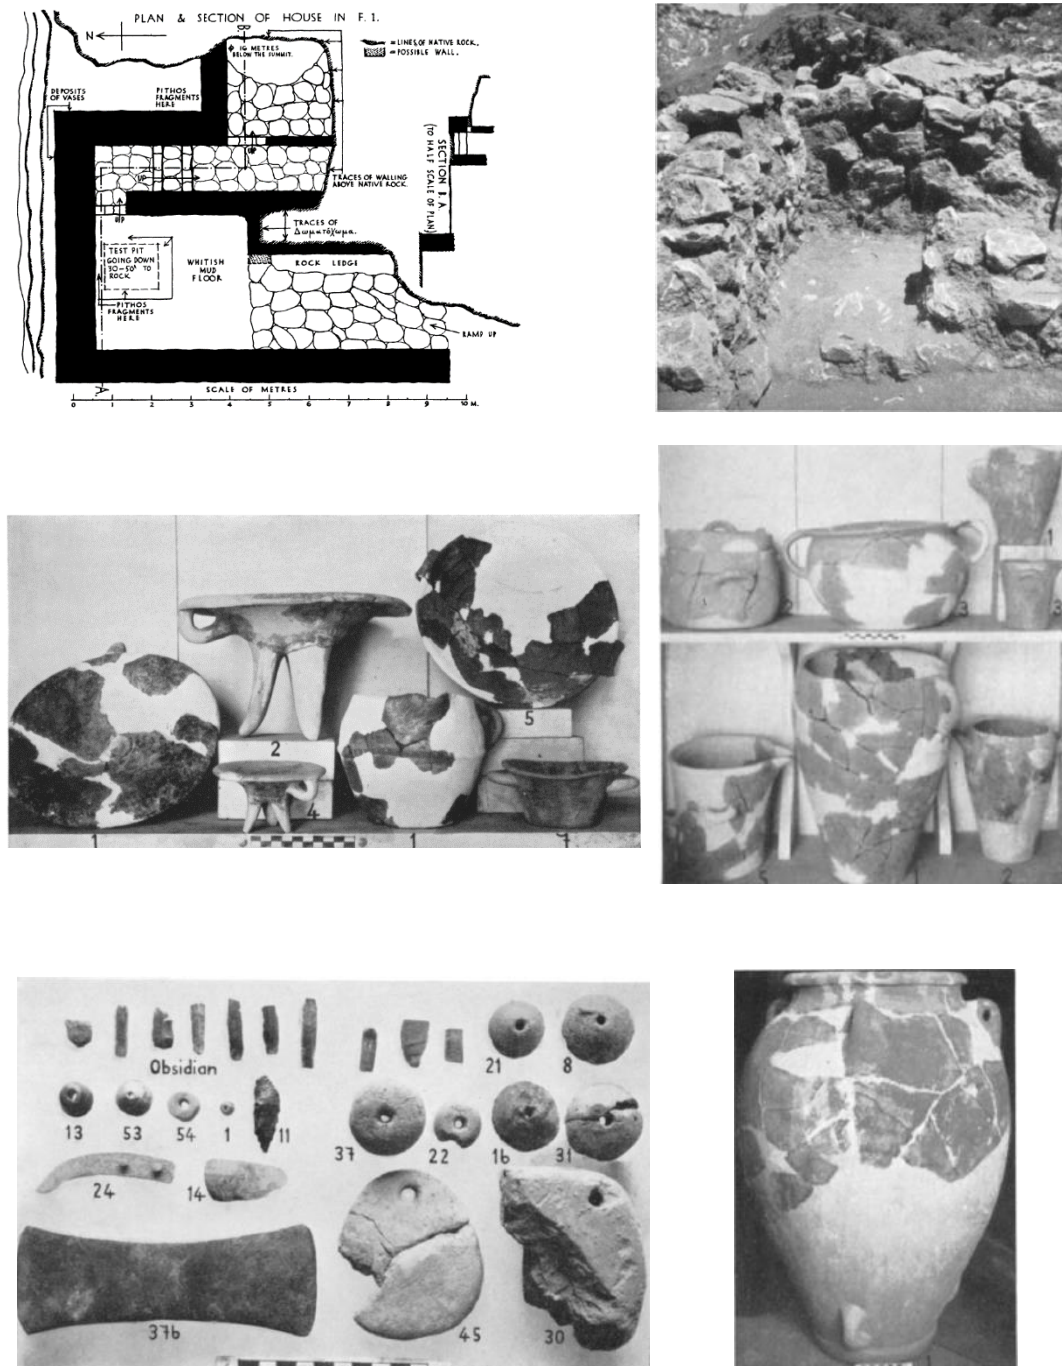 PLAN & SECTION OF HOUSE IN F.1.
N
B
16 METRES
BELOW THE SUMMIT.
= LINES OF NATIVE ROCK.
= POSSIBLE WALL.
DEPOSITS
OF VASES
PITHOS
FRAGMENTS
HERE
UP
SECTION B.A.
(TO HALF SCALE OF PLAN)
UP
TRACES OF WALLING
ABOVE NATIVE ROCK.
UP
TRACES OF
Δωματόχωμα.
TEST PIT
GOING DOWN
30-50 TO
ROCK
WHITISH
MUD
FLOOR
ROCK LEDGE
PITHOS
FRAGMENTS
HERE
RAMP UP
A.
SCALE OF METRES
0 1 2 3 4 5 6 7 8 9 10 M.
1
2
3
5
1
2
2
5
4
1
1
7
Obsidian
21
8
13
53
54
1
11
37
22
16
31
24
14
37b
45
30